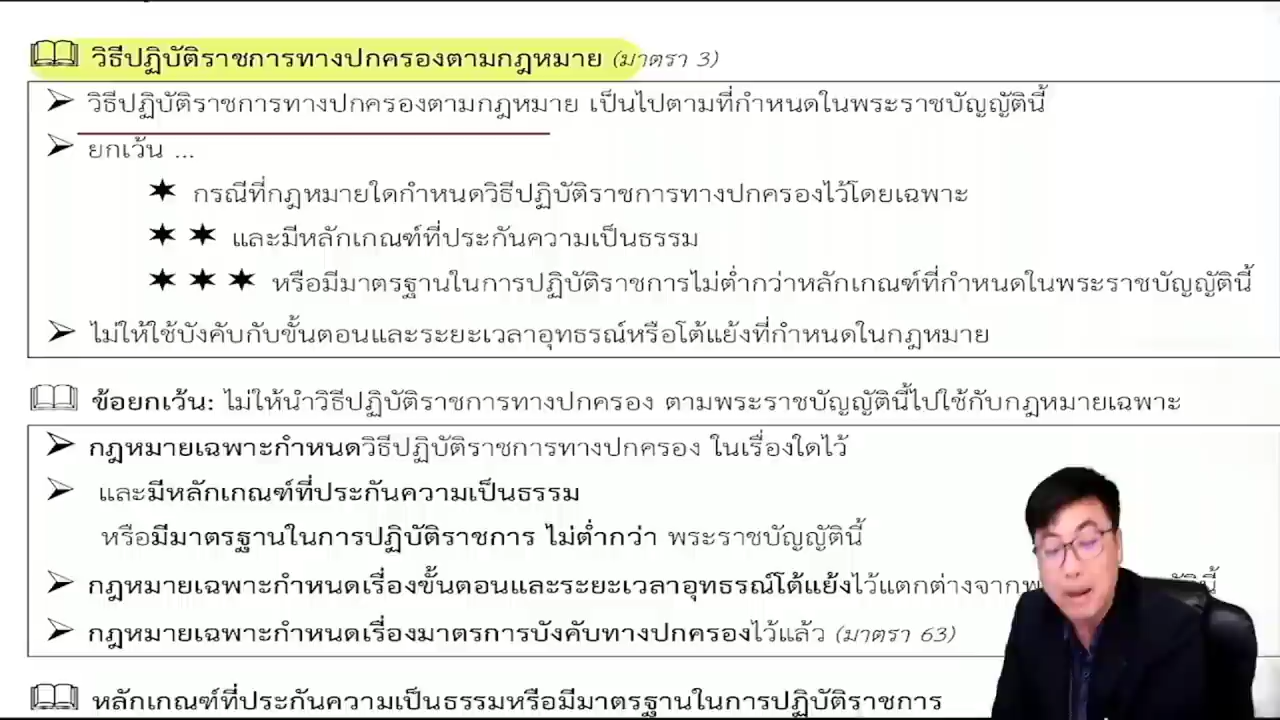 วิธีปฏิบัติราชการทางปกครองตามกฎหมาย (มาตรา 3)
วิธีปฏิบัติราชการทางปกครองตามกฎหมาย เป็นไปตามที่กำหนดในพระราชบัญญัตินี้
ยกเว้น ...
กรณีที่กฎหมายใดกำหนดวิธีปฏิบัติราชการทางปกครองไว้โดยเฉพาะ
และมีหลักเกณฑ์ที่ประกันความเป็นธรรม
หรือมีมาตรฐานในการปฏิบัติราชการไม่ต่ำกว่าหลักเกณฑ์ที่กำหนดในพระราชบัญญัตินี้
ไม่ให้ใช้บังคับกับขั้นตอนและระยะเวลาอุทธรณ์หรือโต้แย้งที่กำหนดในกฎหมาย
ข้อยกเว้น: ไม่ให้นำวิธีปฏิบัติราชการทางปกครอง ตามพระราชบัญญัตินี้ไปใช้กับกฎหมายเฉพาะ
กฎหมายเฉพาะกำหนดวิธีปฏิบัติราชการทางปกครอง ในเรื่องใดไว้
และมีหลักเกณฑ์ที่ประกันความเป็นธรรม
หรือมีมาตรฐานในการปฏิบัติราชการ ไม่ต่ำกว่า พระราชบัญญัตินี้
กฎหมายเฉพาะกำหนดเรื่องขั้นตอนและระยะเวลาอุทธรณ์โต้แย้งไว้แตกต่างจาก
กฎหมายเฉพาะกำหนดเรื่องมาตรการบังคับทางปกครองไว้แล้ว (มาตรา 63)
หลักเกณฑ์ที่ประกันความเป็นธรรมหรือมีมาตรฐานในการปฏิบัติราชการ